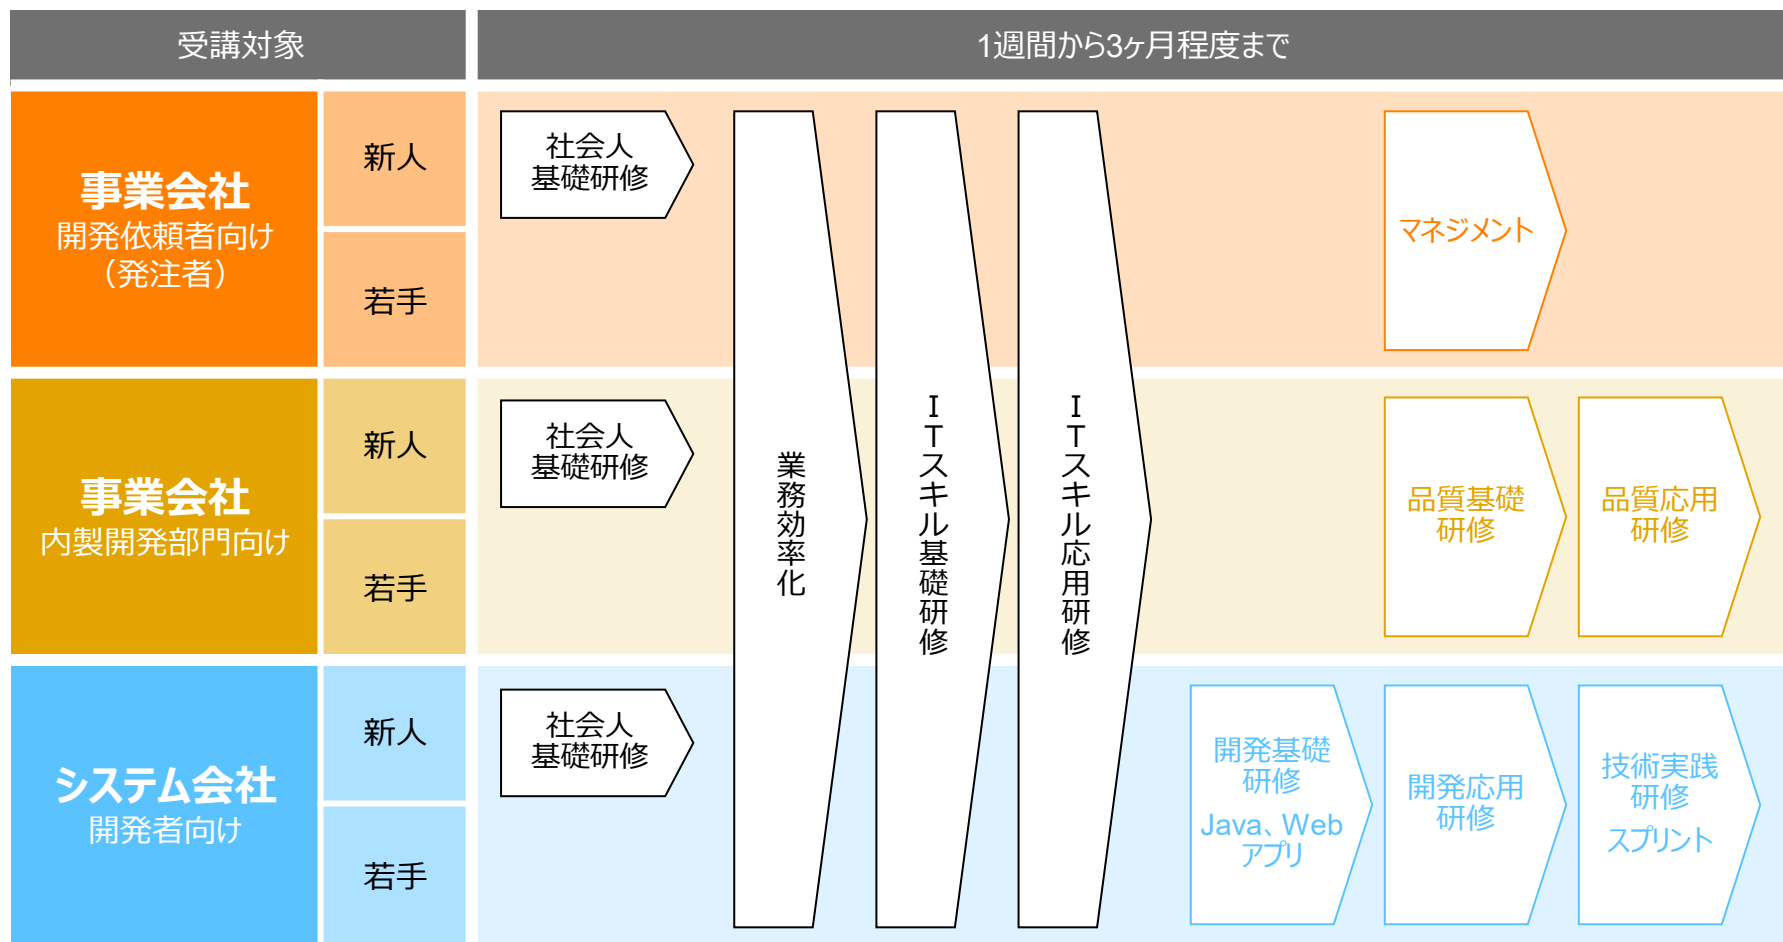 受講対象
1週間から3ヶ月程度まで
事業会社
開発依頼者向け
（発注者）
新人
若手
社会人
基礎研修
マネジメント
事業会社
内製開発部門向け
新人
若手
社会人
基礎研修
業務効率化
ITスキル基礎研修
ITスキル応用研修
品質基礎
研修
品質応用
研修
システム会社
開発者向け
新人
若手
社会人
基礎研修
開発基礎
研修
Java、Web
アプリ
開発応用
研修
技術実践
研修
スプリント